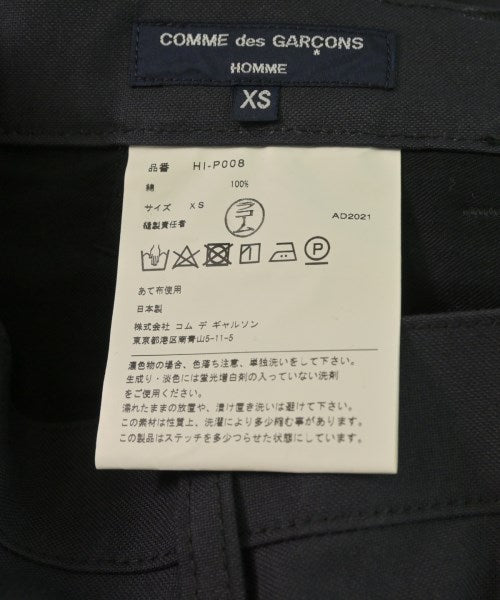 COMME des GARÇONS
HOMME
XS
品番 HI-P008
綿 100%
サイズ XS
縫製責任者
AD2021
P
あて布使用
日本製
株式会社 コム デ ギャルソン
東京都港区南青山5-11-5
濃色物の場合、色落ち注意、単独洗いをして下さい。
生成り・淡色には蛍光増白剤の入っていない洗剤
をご使用ください。
濡れたままの放置や、漬け置き洗いは避けて下さい。
この素材は性質上、洗濯により多少縮む事が有ります。
この製品はステッチを多少つらせた状態にしています。